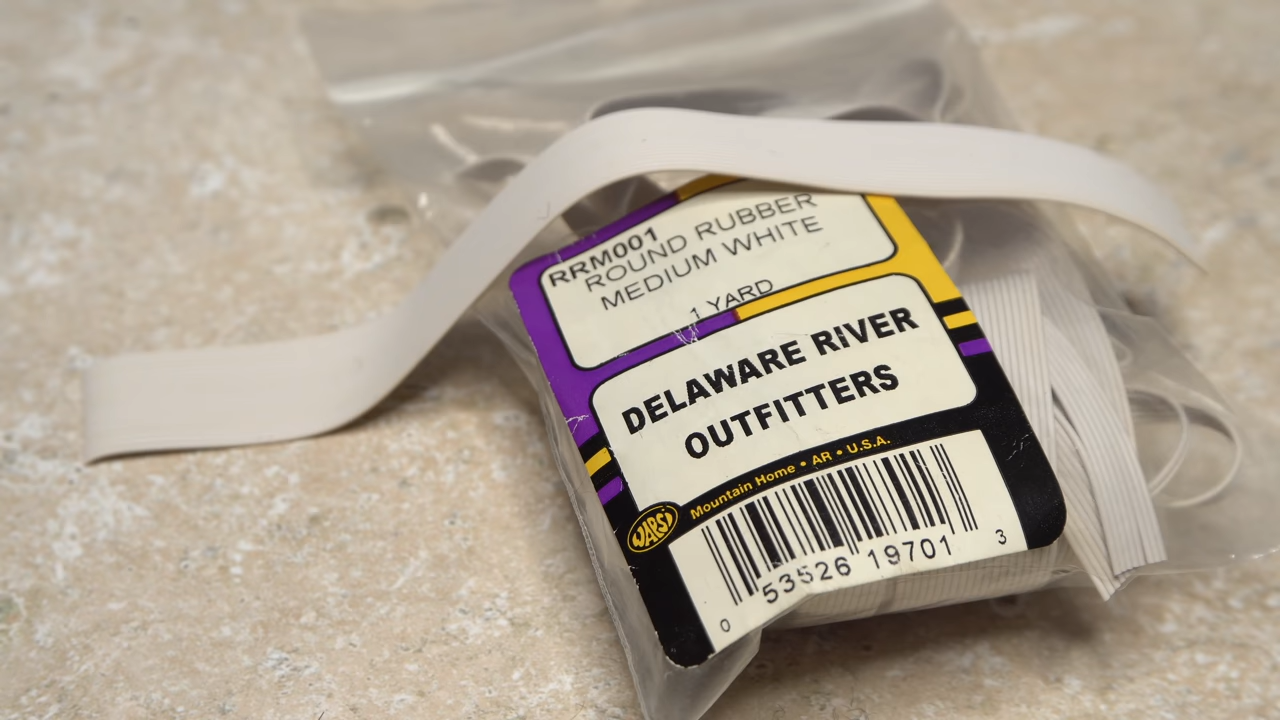 RRM001
ROUND RUBBER
MEDIUM WHITE
1 YARD
DELAWARE RIVER
OUTFITTERS
Mountain Home • AR • U.S.A.
WAPSI
0 53526 19701 3